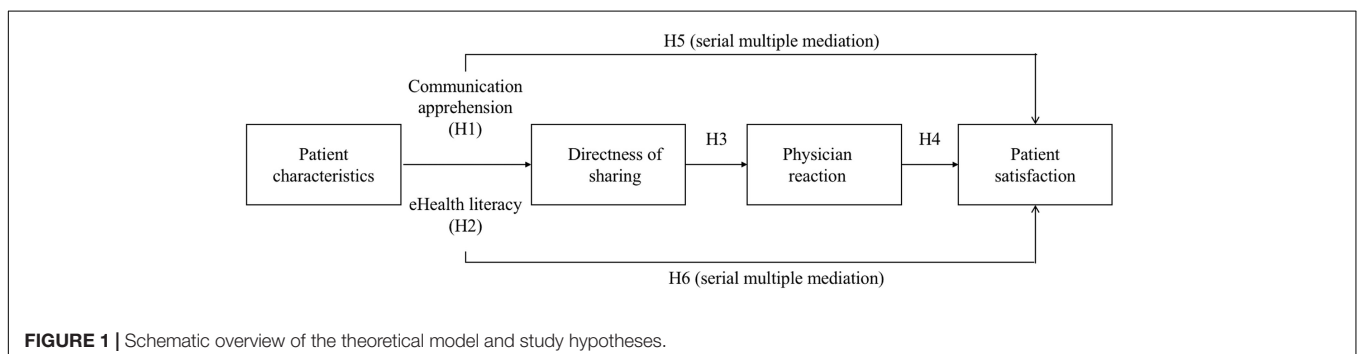 H5 (serial multiple mediation)
Communication
apprehension
(H1)
Patient
characteristics
Directness of
sharing
H3
Physician
reaction
H4
Patient
satisfaction
eHealth literacy
(H2)
H6 (serial multiple mediation)
FIGURE 1 | Schematic overview of the theoretical model and study hypotheses.